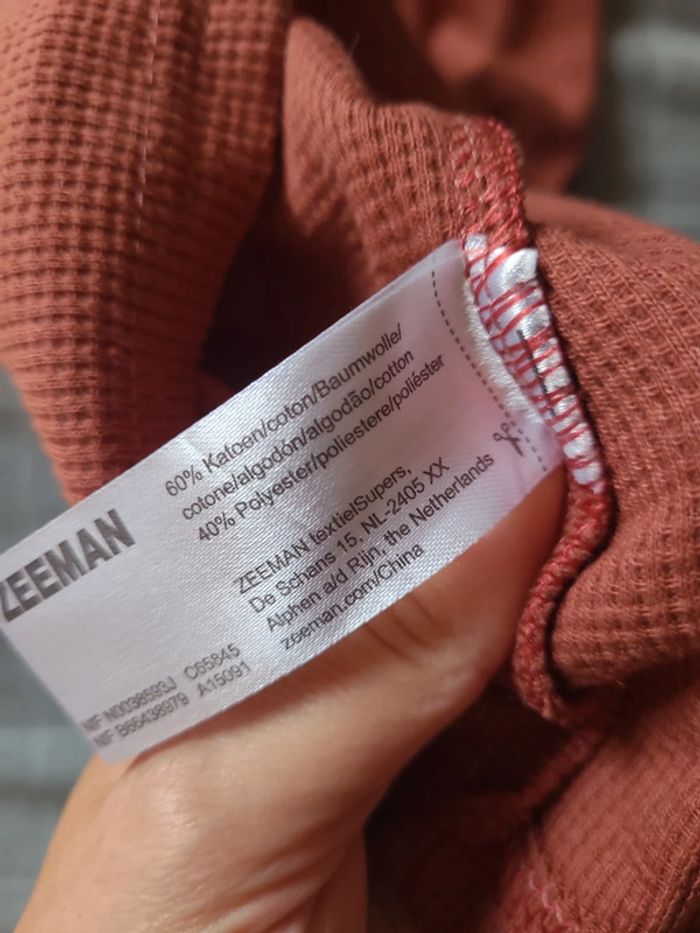 ZEEMAN
60% Katoen/coton/Baumwolle/
cotone/algodón/algodão/cotton
40% Polyester/poliestere/poliéster
ZEEMAN textielSupers,
De Schans 15, NL-2405 XX
Alphen a/d Rijn, the Netherlands
zeeman.com/China
NIF N0038593J C65845
NIF B66438979 A15091